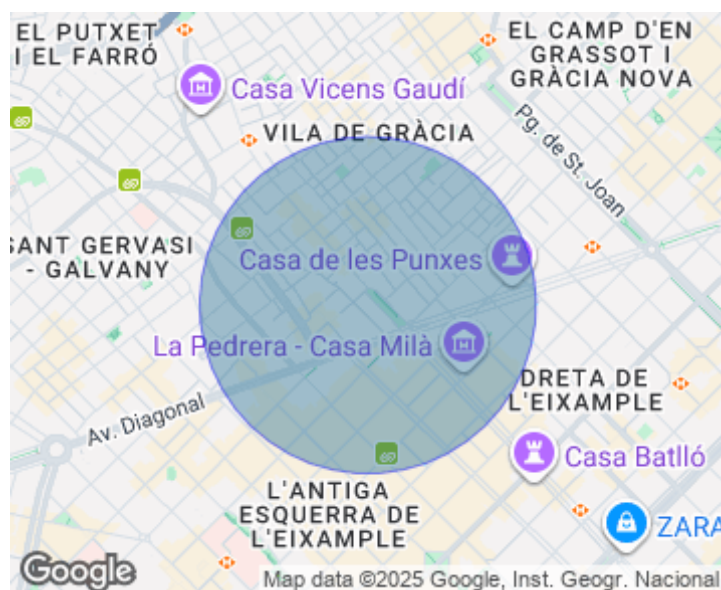 EL PUTXET
I EL FARRÓ
EL CAMP D'EN
GRASSOT I
GRÀCIA NOVA
Casa Vicens Gaudí
VILA DE GRÀCIA
Pg. de St. Joan
SANT GERVASI
- GALVANY
Casa de les Punxes
La Pedrera - Casa Milà
DRETA DE
L'EIXAMPLE
Av. Diagonal
Casa Batlló
L'ANTIGA
ESQUERRA DE
L'EIXAMPLE
ZARA
Google
Map data ©2025 Google, Inst. Geogr. Nacional